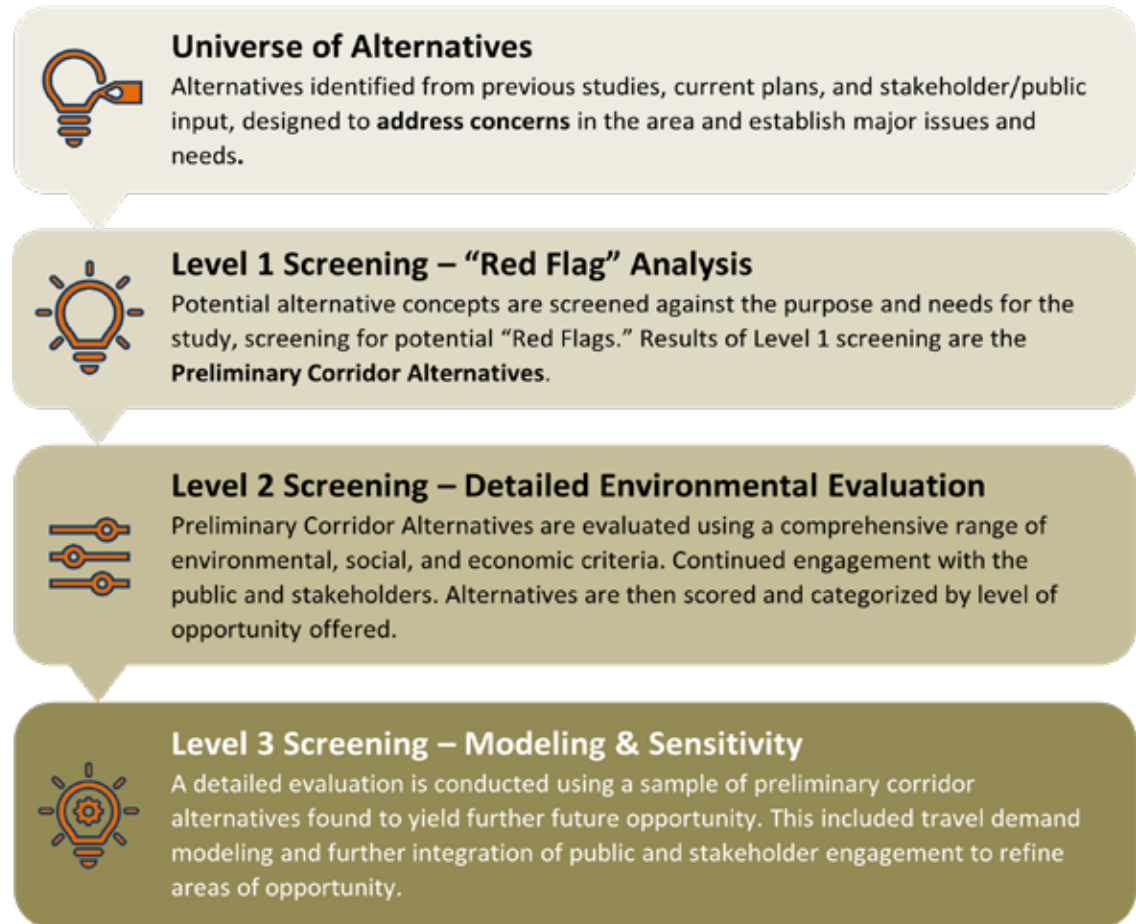 Universe of Alternatives
Alternatives identified from previous studies, current plans, and stakeholder/public
input, designed to address concerns in the area and establish major issues and
needs.
Level 1 Screening – “Red Flag” Analysis
Potential alternative concepts are screened against the purpose and needs for the
study, screening for potential “Red Flags.” Results of Level 1 screening are the
Preliminary Corridor Alternatives.
Level 2 Screening – Detailed Environmental Evaluation
Preliminary Corridor Alternatives are evaluated using a comprehensive range of
environmental, social, and economic criteria. Continued engagement with the
public and stakeholders. Alternatives are then scored and categorized by level of
opportunity offered.
Level 3 Screening – Modeling & Sensitivity
A detailed evaluation is conducted using a sample of preliminary corridor
alternatives found to yield further future opportunity. This included travel demand
modeling and further integration of public and stakeholder engagement to refine
areas of opportunity.